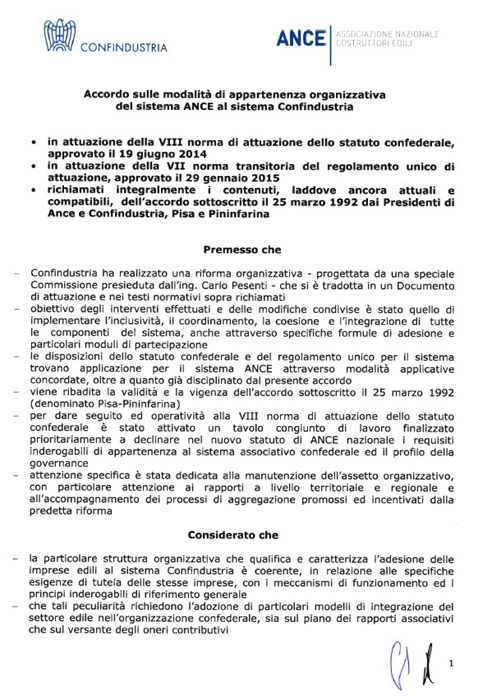 CONFINDUSTRIA
ANCE
ASSOCIAZIONE NAZIONALE
COSTRUTTORI EDILI
Accordo sulle modalità di appartenenza organizzativa
del sistema ANCE al sistema Confindustria
• in attuazione della VIII norma di attuazione dello statuto confederale,
approvato il 19 giugno 2014
• in attuazione della VII norma transitoria del regolamento unico di
attuazione, approvato il 29 gennaio 2015
• richiamati integralmente i contenuti, laddove ancora attuali e
compatibili, dell'accordo sottoscritto il 25 marzo 1992 dai Presidenti di
Ance e Confindustria, Pisa e Pininfarina
Premesso che
– Confindustria ha realizzato una riforma organizzativa - progettata da una speciale
Commissione presieduta dall'ing. Carlo Pesenti - che si è tradotta in un Documento
di attuazione e nei testi normativi sopra richiamati
– obiettivo degli interventi effettuati e delle modifiche condivise è stato quello di
implementare l'inclusività, il coordinamento, la coesione e l'integrazione di tutte
le componenti del sistema, anche attraverso specifiche formule di adesione e
particolari moduli di partecipazione
– le disposizioni dello statuto confederale e del regolamento unico per il sistema
trovano applicazione per il sistema ANCE attraverso modalità applicative
concordate, oltre a quanto già disciplinato dal presente accordo
– viene ribadita la validità e la vigenza dell'accordo sottoscritto il 25 marzo 1992
(denominato Pisa-Pininfarina)
– per dare seguito ed operatività alla VIII norma di attuazione dello statuto
confederale è stato attivato un tavolo congiunto di lavoro finalizzato
prioritariamente a declinare nel nuovo statuto di ANCE nazionale i requisiti
inderogabili di appartenenza al sistema associativo confederale ed il profilo della
governance
– attenzione specifica è stata dedicata alla manutenzione dell'assetto organizzativo,
con particolare attenzione ai rapporti a livello territoriale e regionale e
all'accompagnamento dei processi di aggregazione promossi ed incentivati dalla
predetta riforma
Considerato che
– la particolare struttura organizzativa che qualifica e caratterizza l'adesione delle
imprese edili al sistema Confindustria è coerente, in relazione alle specifiche
esigenze di tutela delle stesse imprese, con i meccanismi di funzionamento ed i
principi inderogabili di riferimento generale
– che tali peculiarità richiedono l'adozione di particolari modelli di integrazione del
settore edile nell'organizzazione confederale, sia sul piano dei rapporti associativi
che sul versante degli oneri contributivi
1